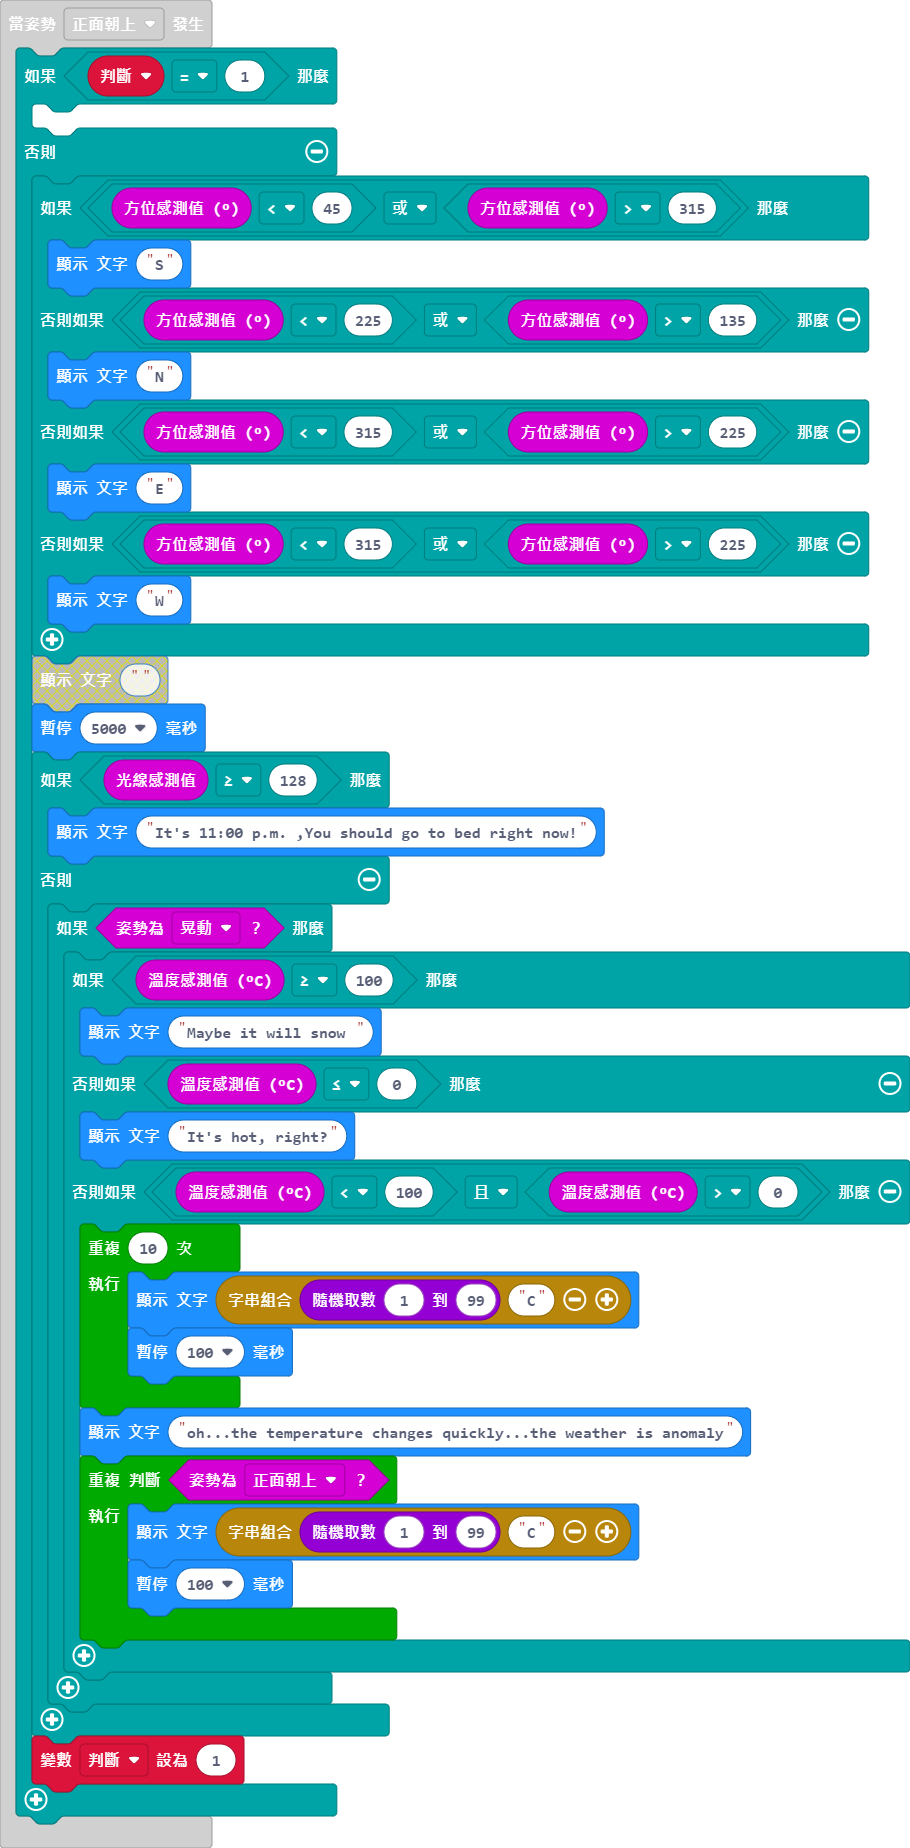 當姿勢 正面朝上 發生
如果 判斷 = 1 那麼
否則
如果 方位感測值 (º) < 45 或 方位感測值 (º) > 315 那麼
顯示 文字 "S"
否則如果 方位感測值 (º) < 225 或 方位感測值 (º) > 135 那麼
顯示 文字 "N"
否則如果 方位感測值 (º) < 315 或 方位感測值 (º) > 225 那麼
顯示 文字 "E"
否則如果 方位感測值 (º) < 315 或 方位感測值 (º) > 225 那麼
顯示 文字 "W"
顯示 文字 " "
暫停 5000 毫秒
如果 光線感測值 ≥ 128 那麼
顯示 文字 "It's 11:00 p.m. ,You should go to bed right now!"
否則
如果 姿勢為 晃動 ? 那麼
如果 溫度感測值 (ºC) ≥ 100 那麼
顯示 文字 "Maybe it will snow "
否則如果 溫度感測值 (ºC) ≤ 0 那麼
顯示 文字 "It's hot, right?"
否則如果 溫度感測值 (ºC) < 100 且 溫度感測值 (ºC) > 0 那麼
重複 10 次
執行 顯示 文字 字串組合 隨機取數 1 到 99 "C"
暫停 100 毫秒
顯示 文字 "oh...the temperature changes quickly...the weather is anomaly"
重複 判斷 姿勢為 正面朝上 ?
執行 顯示 文字 字串組合 隨機取數 1 到 99 "C"
暫停 100 毫秒
變數 判斷 設為 1